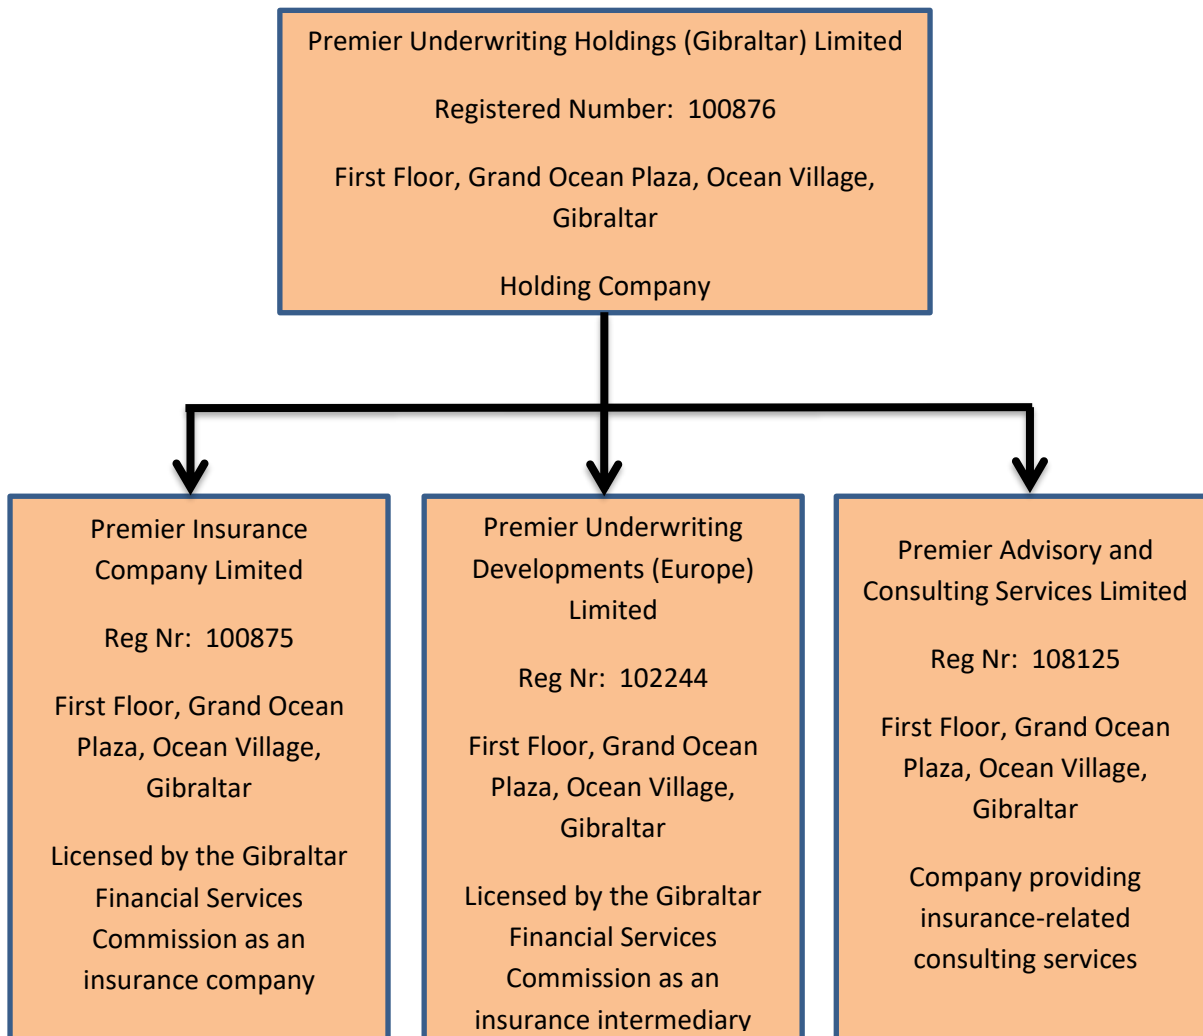 Premier Underwriting Holdings (Gibraltar) Limited
Registered Number: 100876
First Floor, Grand Ocean Plaza, Ocean Village,
Gibraltar
Holding Company
Premier Insurance
Company Limited
Reg Nr: 100875
First Floor, Grand Ocean
Plaza, Ocean Village,
Gibraltar
Licensed by the Gibraltar
Financial Services
Commission as an
insurance company
Premier Underwriting
Developments (Europe)
Limited
Reg Nr: 102244
First Floor, Grand Ocean
Plaza, Ocean Village,
Gibraltar
Licensed by the Gibraltar
Financial Services
Commission as an
insurance intermediary
Premier Advisory and
Consulting Services Limited
Reg Nr: 108125
First Floor, Grand Ocean
Plaza, Ocean Village,
Gibraltar
Company providing
insurance-related
consulting services